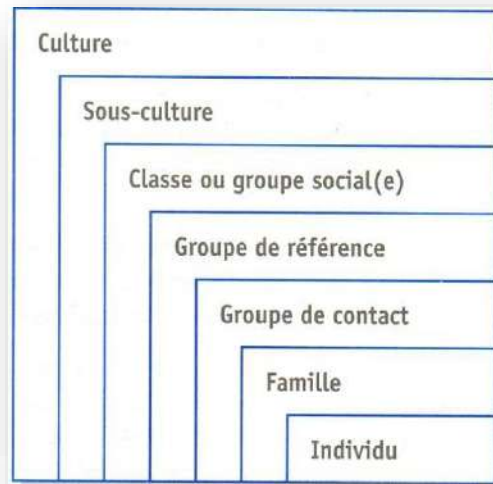 Culture
Sous-culture
Classe ou groupe social(e)
Groupe de référence
Groupe de contact
Famille
Individu